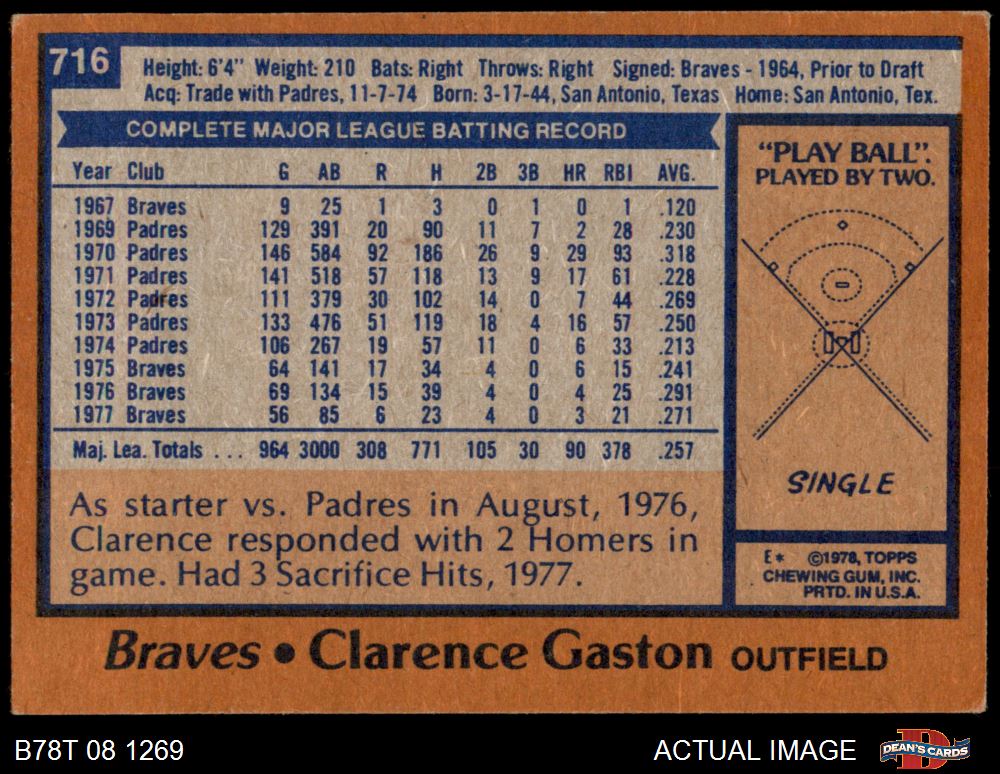 716
Height: 6'4" Weight: 210 Bats: Right Throws: Right Signed: Braves - 1964, Prior to Draft
Acq: Trade with Padres, 11-7-74 Born: 3-17-44, San Antonio, Texas Home: San Antonio, Tex.
COMPLETE MAJOR LEAGUE BATTING RECORD
Year Club G AB R H 2B 3B HR RBI AVG.
1967 Braves 9 25 1 3 0 1 0 1 .120
1969 Padres 129 391 20 90 11 7 2 28 .230
1970 Padres 146 584 92 186 26 9 29 93 .318
1971 Padres 141 518 57 118 13 9 17 61 .228
1972 Padres 111 379 30 102 14 0 7 44 .269
1973 Padres 133 476 51 119 18 4 16 57 .250
1974 Padres 106 267 19 57 11 0 6 33 .213
1975 Braves 64 141 17 34 4 0 6 15 .241
1976 Braves 69 134 15 39 4 0 4 25 .291
1977 Braves 56 85 6 23 4 0 3 21 .271
Maj. Lea. Totals . . . 964 3000 308 771 105 30 90 378 .257
As starter vs. Padres in August, 1976,
Clarence responded with 2 Homers in
game. Had 3 Sacrifice Hits, 1977.
"PLAY BALL".
PLAYED BY TWO.
SINGLE
E* ©1978, TOPPS
CHEWING GUM, INC.
PRTD. IN U.S.A.
Braves • Clarence Gaston OUTFIELD
B78T 08 1269
ACTUAL IMAGE
DEAN'S CARDS